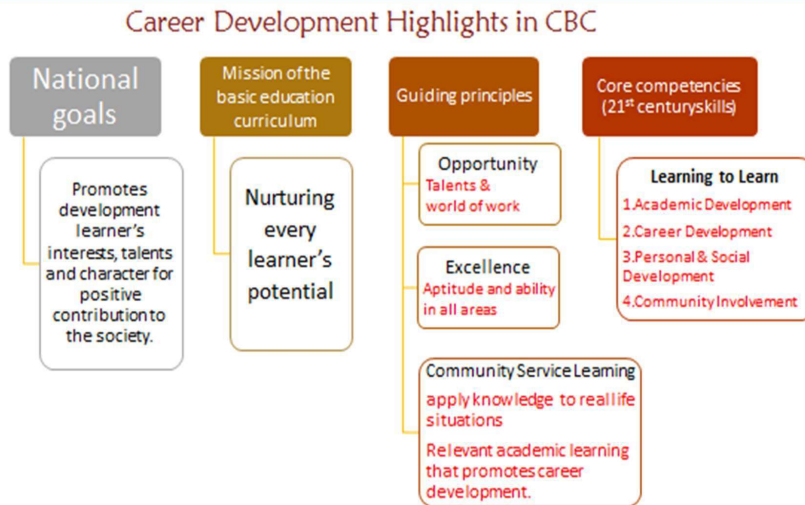 Career Development Highlights in CBC
National
goals
Promotes
development
learner's
interests, talents
and character for
positive
contribution to
the society.
Mission of the
basic education
curriculum
Nurturing
every
learner's
potential
Guiding principles
Opportunity
Talents &
world of work
Excellence
Aptitude and ability
in all areas
Community Service Learning
apply knowledge to real life
situations
Relevant academic learning
that promotes career
development.
Core competencies
(21st centuryskills)
Learning to Learn
1.Academic Development
2.Career Development
3.Personal & Social
Development
4.Community Involvement